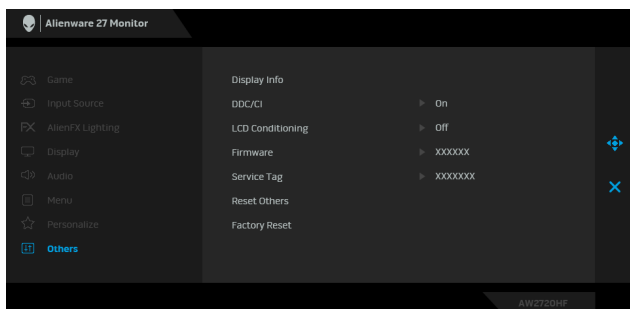 Alienware 27 Monitor
Game
Input Source
AlienFX Lighting
Display
Audio
Menu
Personalize
Others
Display Info
DDC/CI On
LCD Conditioning Off
Firmware XXXXXX
Service Tag XXXXXXX
Reset Others
Factory Reset
AW2720HF